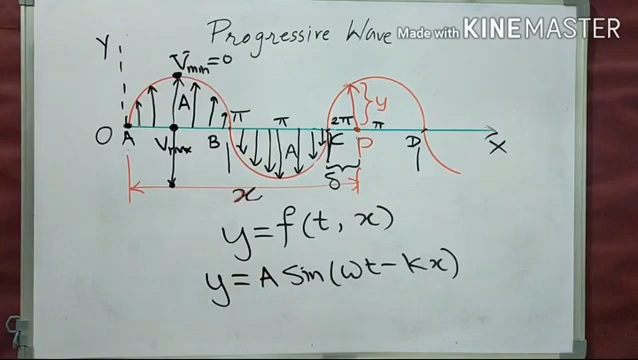 Progressive Wave
Made with KINEMASTER
Y
Vmin=0
A
y
π
π
2π
π
O
A
Vmax
B
A
C
P
D
X
δ
x
y=f(t, x)
y=A Sin(ωt-Kx)